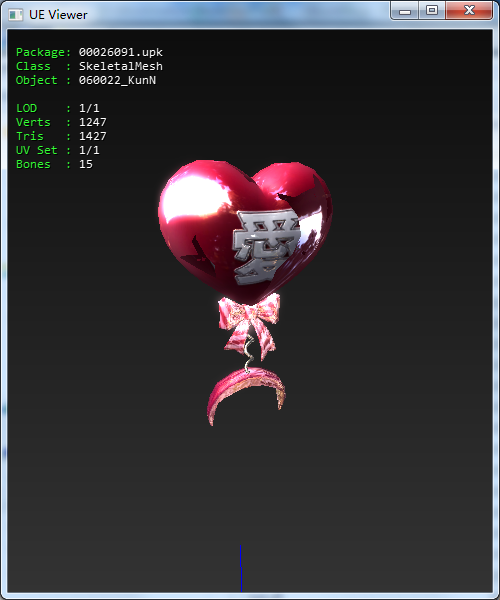 UE Viewer
Package: 00026091.upk
Class : SkeletalMesh
Object : 060022_KunN
LOD : 1/1
Verts : 1247
Tris : 1427
UV Set : 1/1
Bones : 15
愛